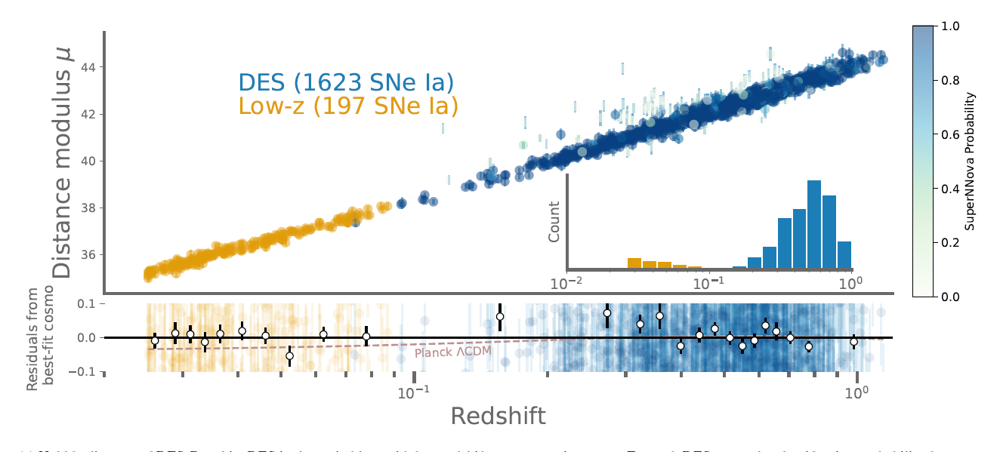 Distance modulus μ
44
42
40
38
36
DES (1623 SNe Ia)
Low-z (197 SNe Ia)
Count
10⁻²
10⁻¹
10⁰
1.0
0.8
0.6
0.4
0.2
0.0
SuperNNova Probability
Residuals from
best-fit cosmo
0.1
0.0
−0.1
Planck ΛCDM
10⁻¹
10⁰
Redshift